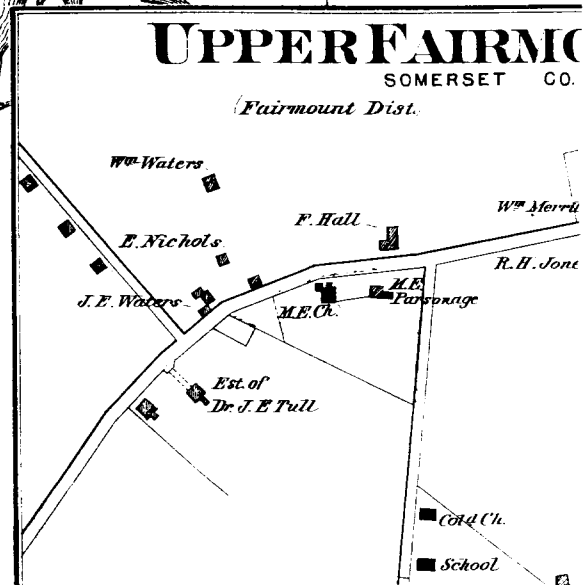 UPPER FAIRMO
SOMERSET CO.
Fairmount Dist.
Wm Waters
Wm Merri
F. Hall
E. Nichols
R. H. Jone
J. E. Waters
M.E. Ch.
M.E.
Parsonage
Est. of
Dr. J. E Tull
Cold Ch.
School